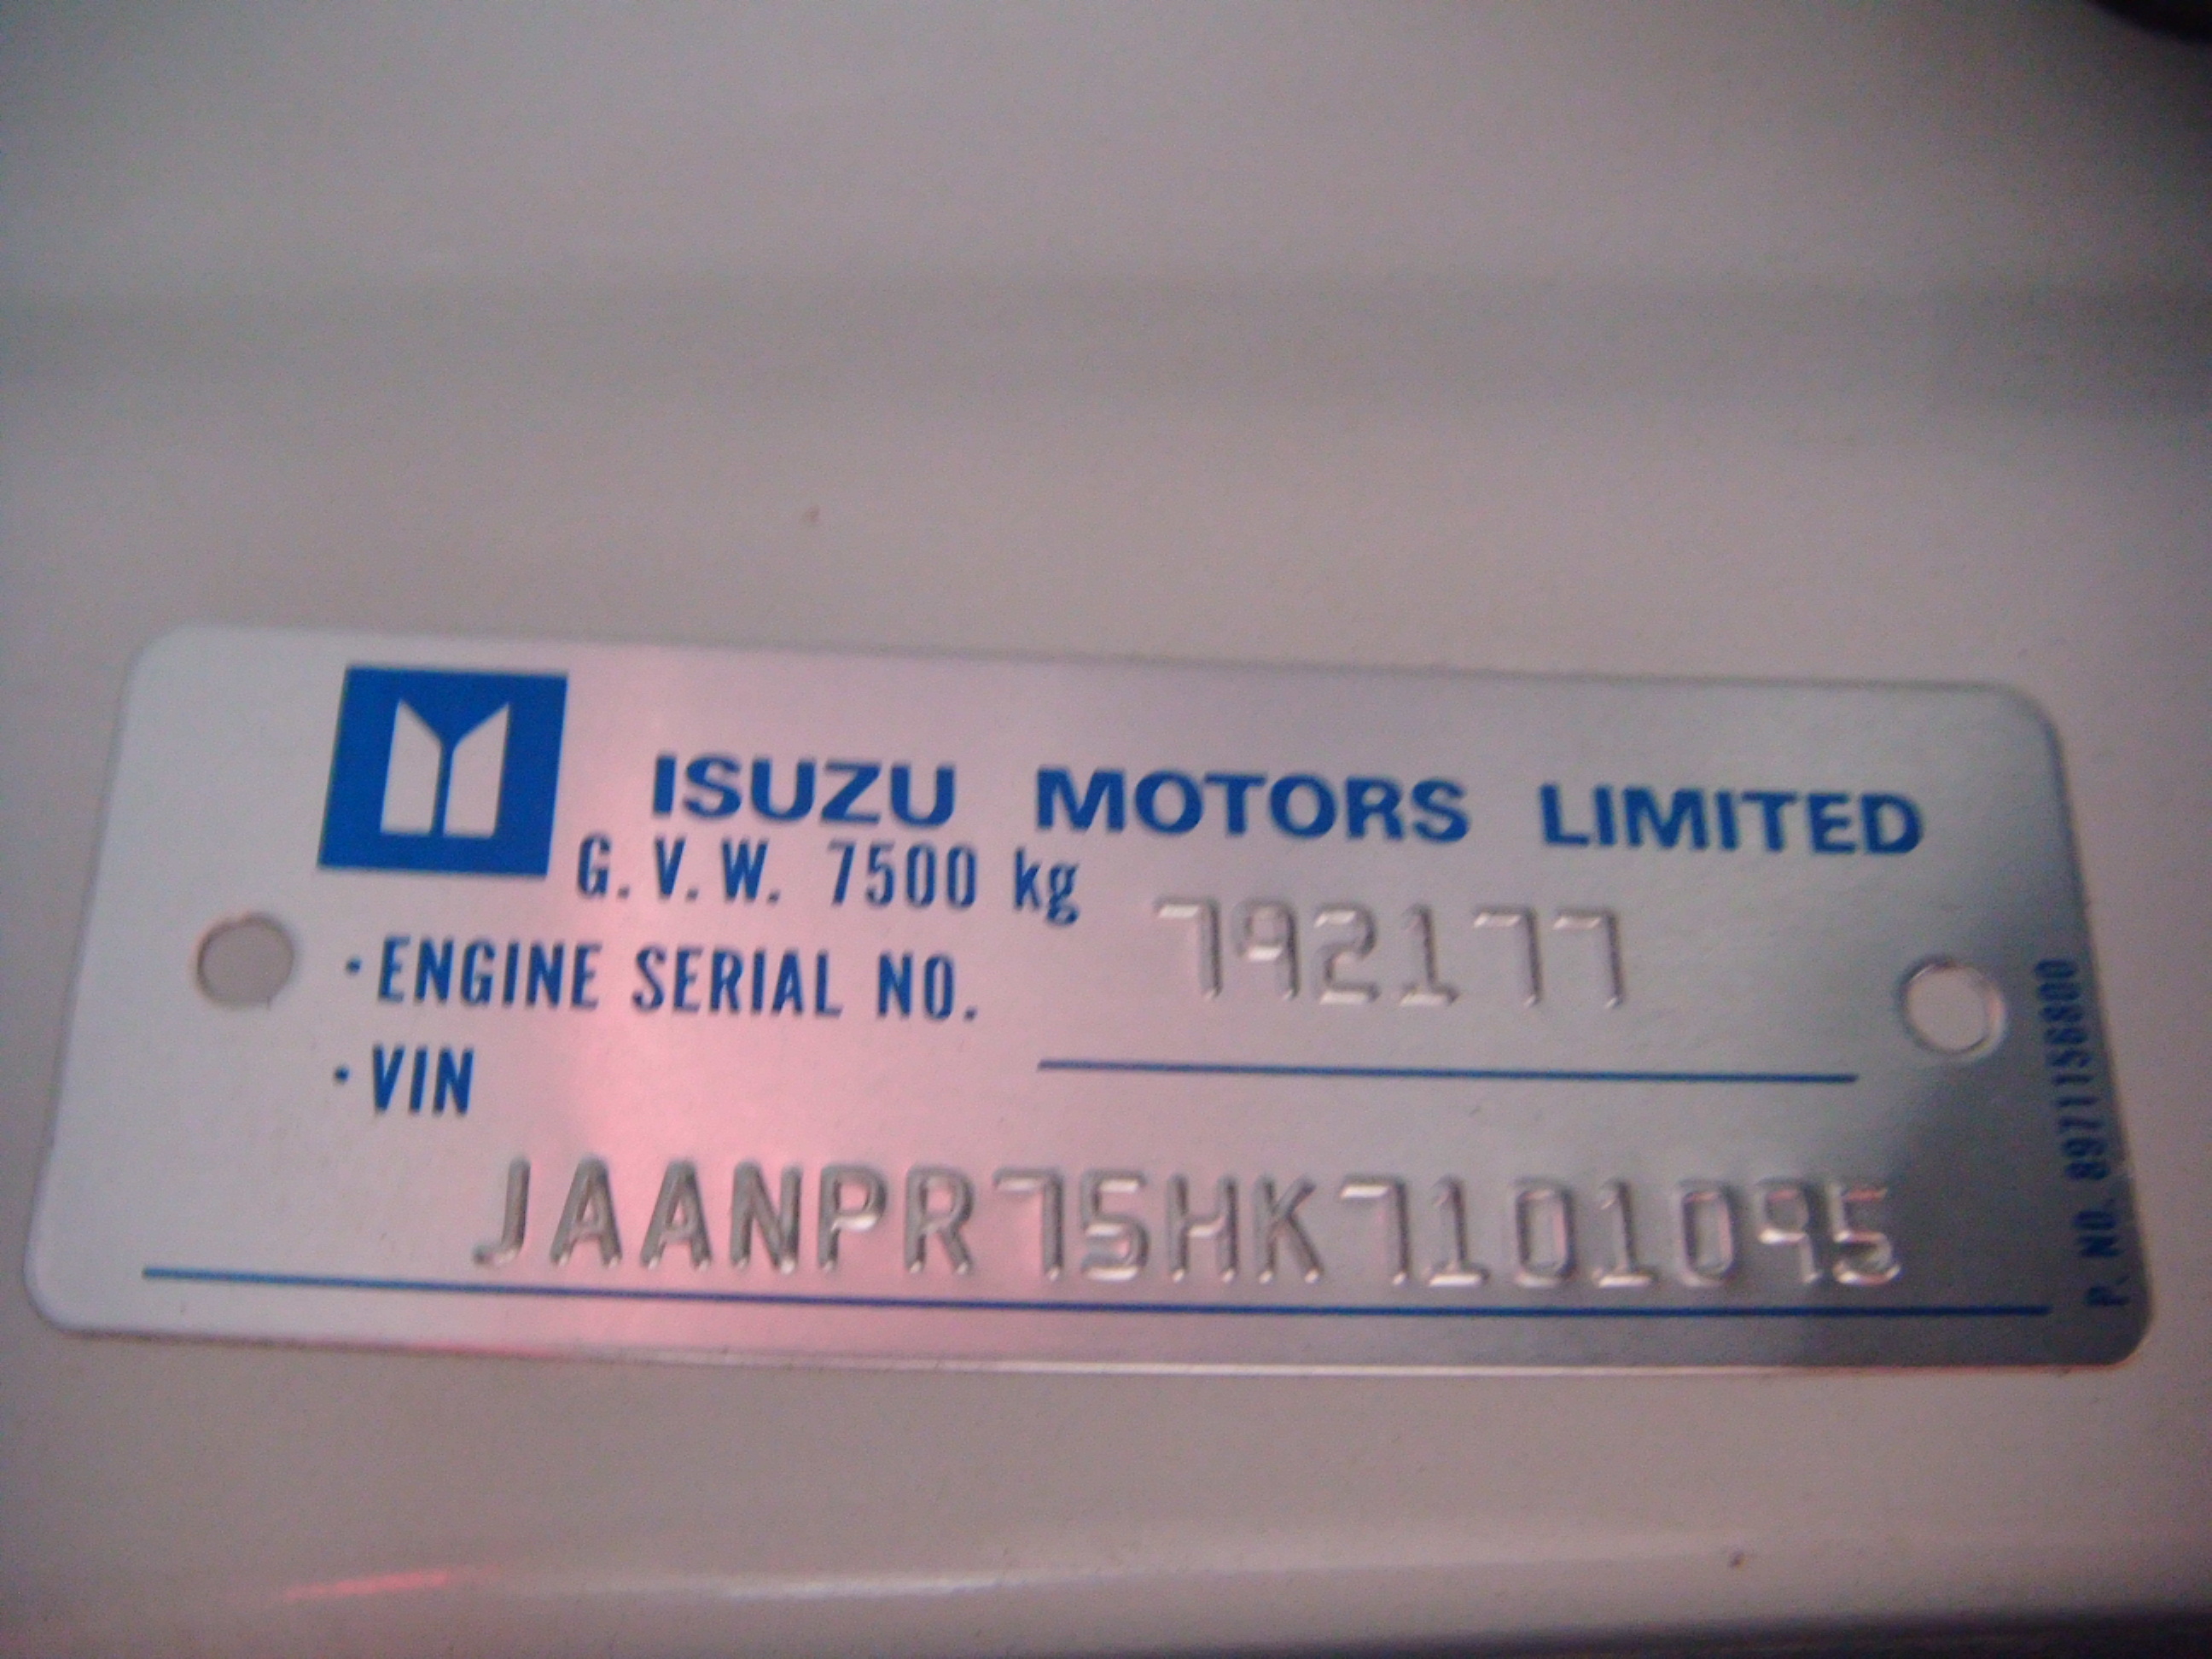 ISUZU MOTORS LIMITED
G.V.W. 7500 kg
· ENGINE SERIAL NO. 792177
· VIN
JAANPR75HK7101095
P. NO. 8971156800